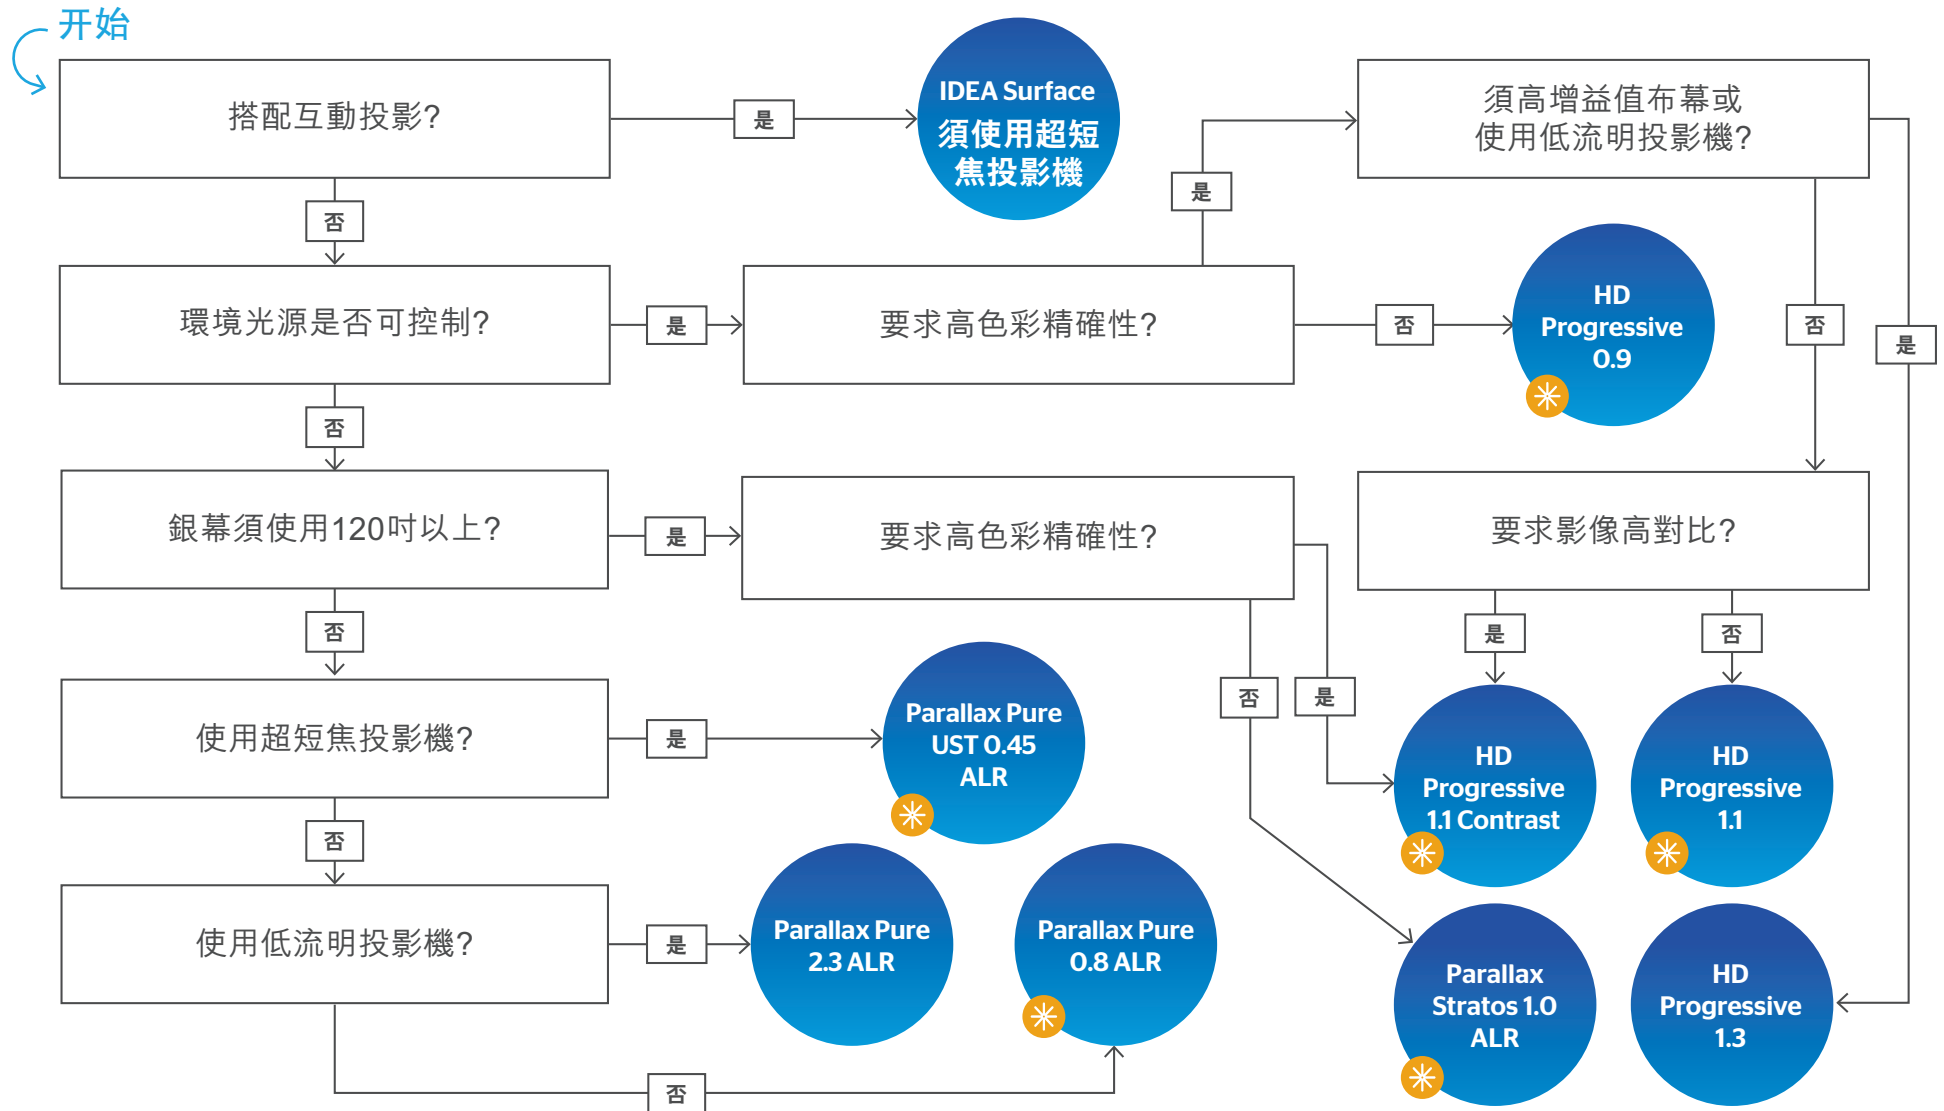 开始
搭配互動投影?
是
IDEA Surface
須使用超短
焦投影機
須高增益值布幕或
使用低流明投影機?
是
否
環境光源是否可控制?
是
要求高色彩精確性?
否
HD
Progressive
0.9
否
是
否
銀幕須使用120吋以上?
是
要求高色彩精確性?
要求影像高對比?
否
是
否
否
是
使用超短焦投影機?
是
Parallax Pure
UST 0.45
ALR
HD
Progressive
1.1 Contrast
HD
Progressive
1.1
否
使用低流明投影機?
是
Parallax Pure
2.3 ALR
Parallax Pure
0.8 ALR
Parallax
Stratos 1.0
ALR
HD
Progressive
1.3
否